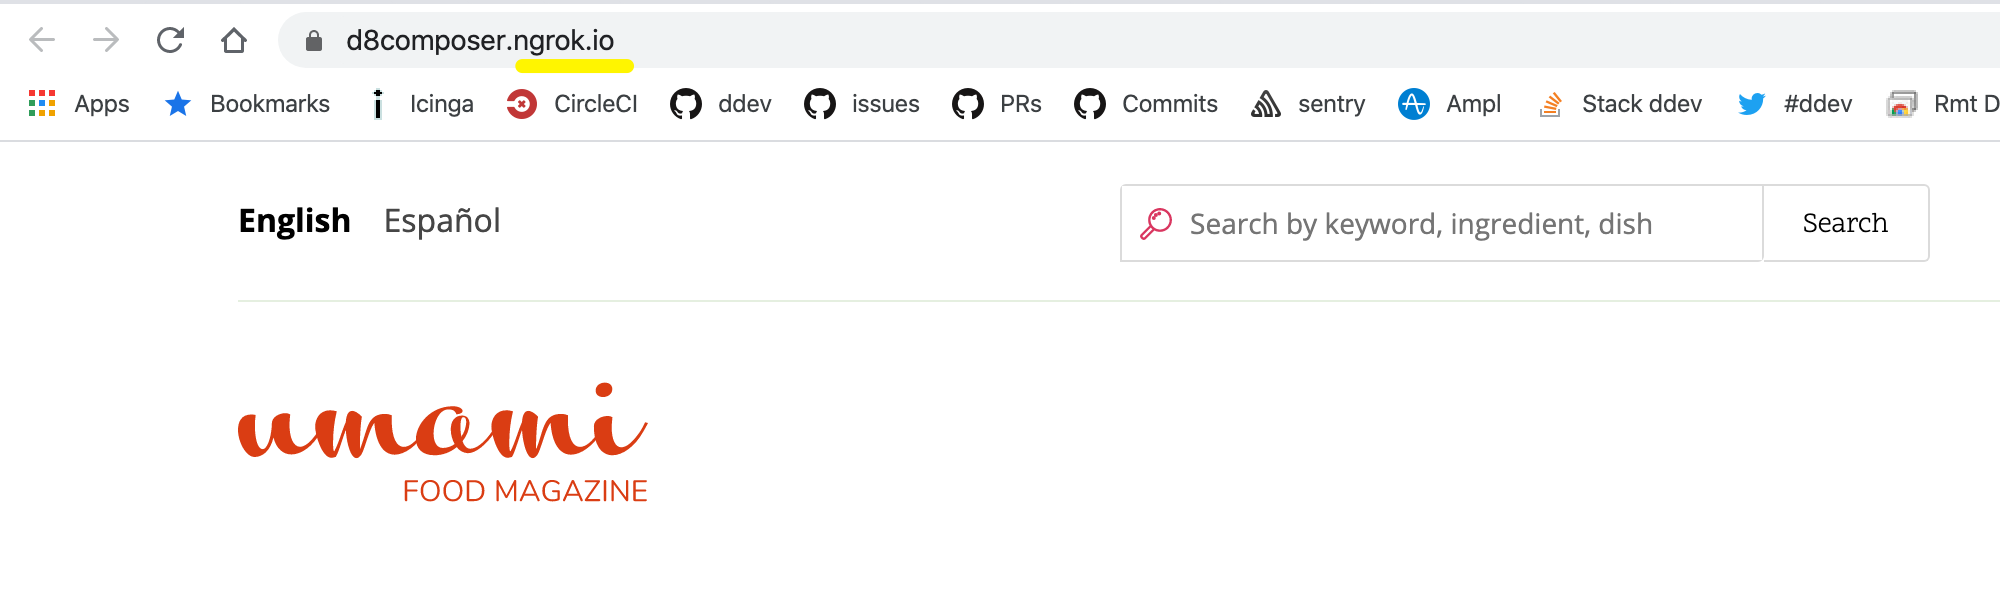 d8composer.ngrok.io
Apps Bookmarks Icinga CircleCI ddev issues PRs Commits sentry Ampl Stack ddev #ddev Rmt D
English Español Search by keyword, ingredient, dish Search
umami
FOOD MAGAZINE